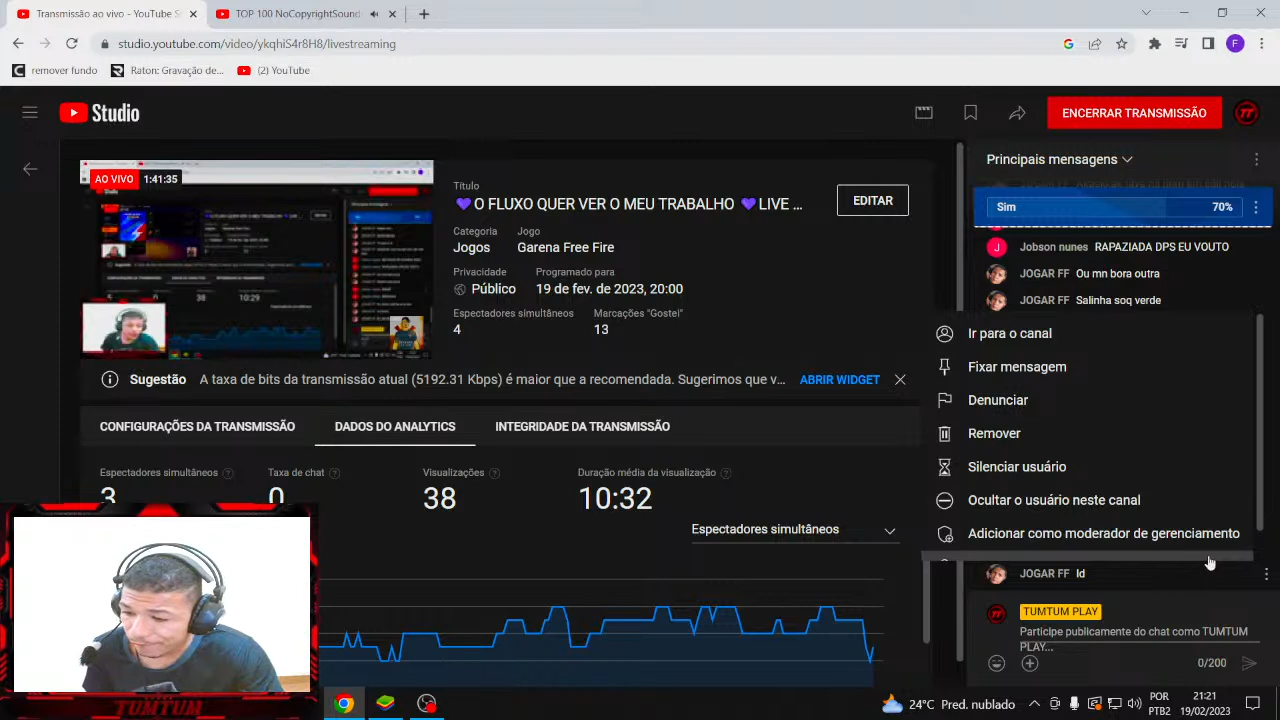 Transmissão ao vivo - YouTube S
TOP 100 NoCopyrightSound
studio.youtube.com/video/ykqhiS4r8H8/livestreaming
remover fundo
Raton: Gravação de...
(2) YouTube
Studio
ENCERRAR TRANSMISSÃO
AO VIVO 1:41:35
Título
💜O FLUXO QUER VER O MEU TRABALHO 💜LIVE ...
EDITAR
Categoria
Jogo
Jogos
Garena Free Fire
Privacidade
Programado para
Público
19 de fev. de 2023, 20:00
Espectadores simultâneos
Marcações "Gostei"
4
13
Sugestão
A taxa de bits da transmissão atual (5192.31 Kbps) é maior que a recomendada. Sugerimos que v...
ABRIR WIDGET
CONFIGURAÇÕES DA TRANSMISSÃO
DADOS DO ANALYTICS
INTEGRIDADE DA TRANSMISSÃO
Espectadores simultâneos
Taxa de chat
Visualizações
Duração média da visualização
3
0
38
10:32
Espectadores simultâneos
Principais mensagens
Sim 70%
Jobson nunes RAPAZIADA DPS EU VOUTO
JOGAR FF Ou mn bora outra
JOGAR FF Salinha soq verde
Ir para o canal
Fixar mensagem
Denunciar
Remover
Silenciar usuário
Ocultar o usuário neste canal
Adicionar como moderador de gerenciamento
JOGAR FF Id
TUMTUM PLAY
Participe publicamente do chat como TUMTUM
PLAY...
0/200
TUMTUM
24°C Pred. nublado
POR
PTB2
21:21
19/02/2023